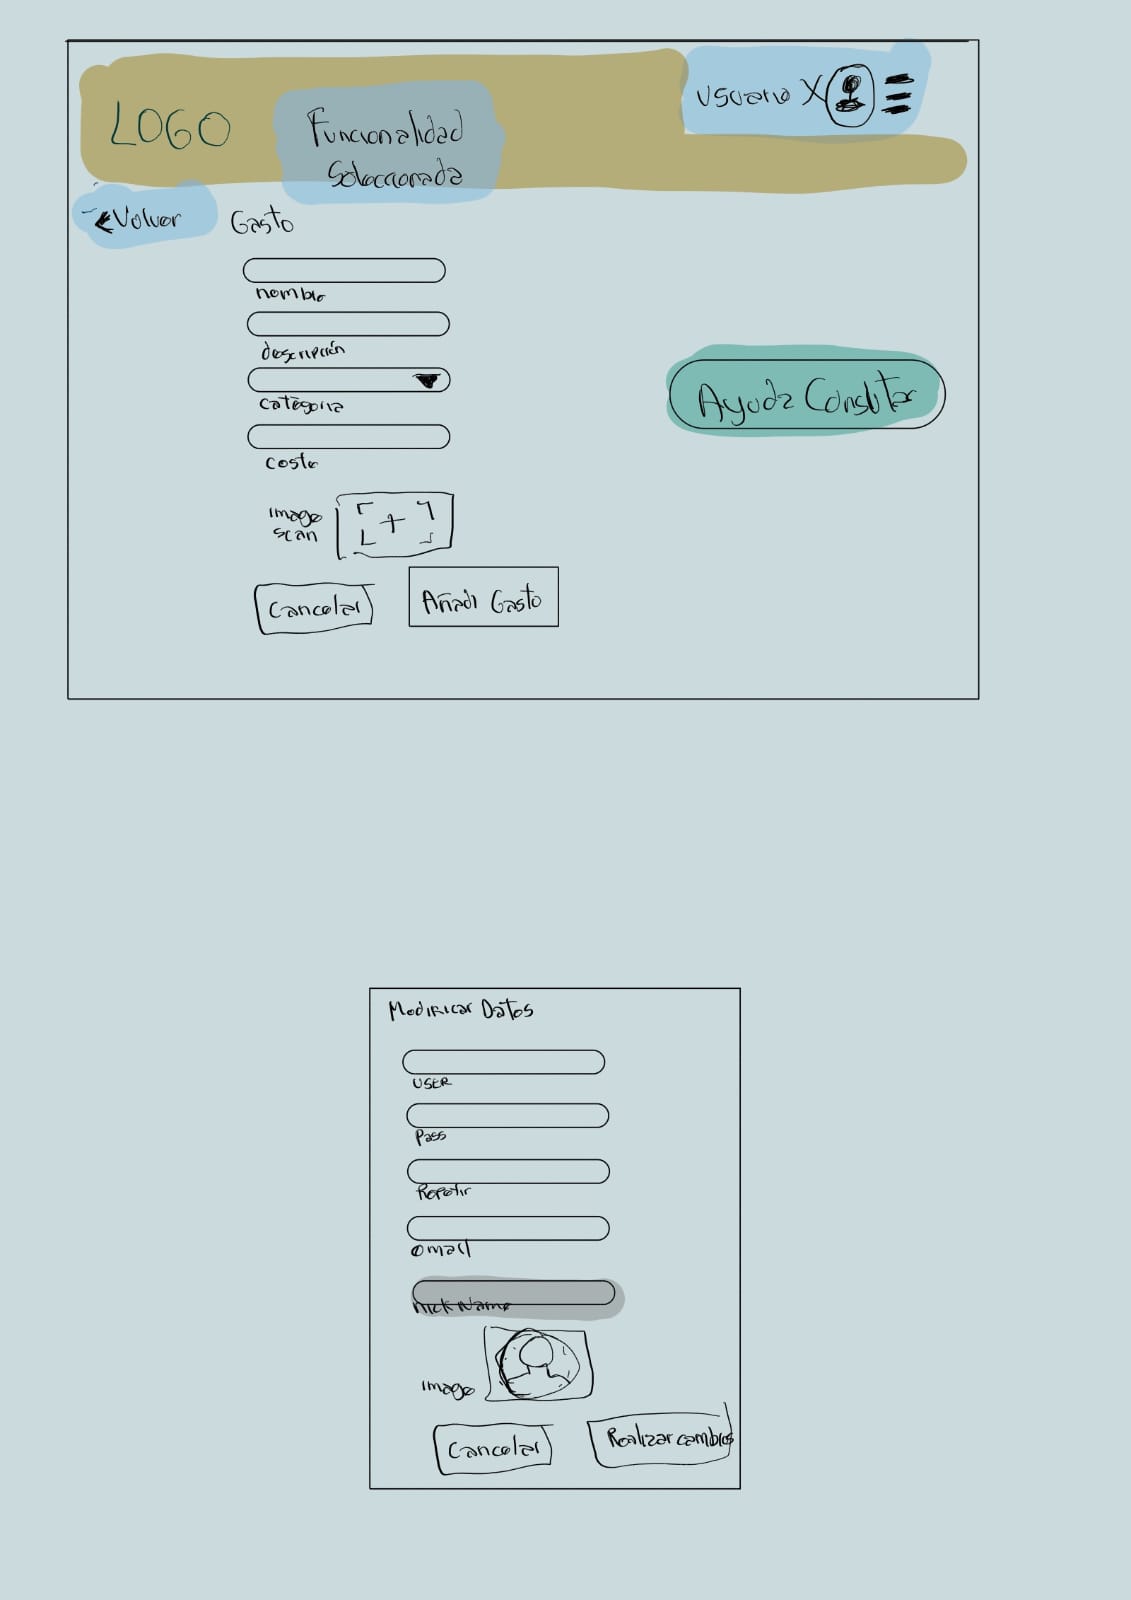 LOGO
Funcionalidad
Seleccionada
Usuario X
Volver
Gasto
nombre
descripción
categoria
coste
image
scan
Cancelar
Añadir Gasto
Ayuda Consultar
Modificar Datos
USER
Pass
Repetir
email
nickName
image
Cancelar
Realizar cambios